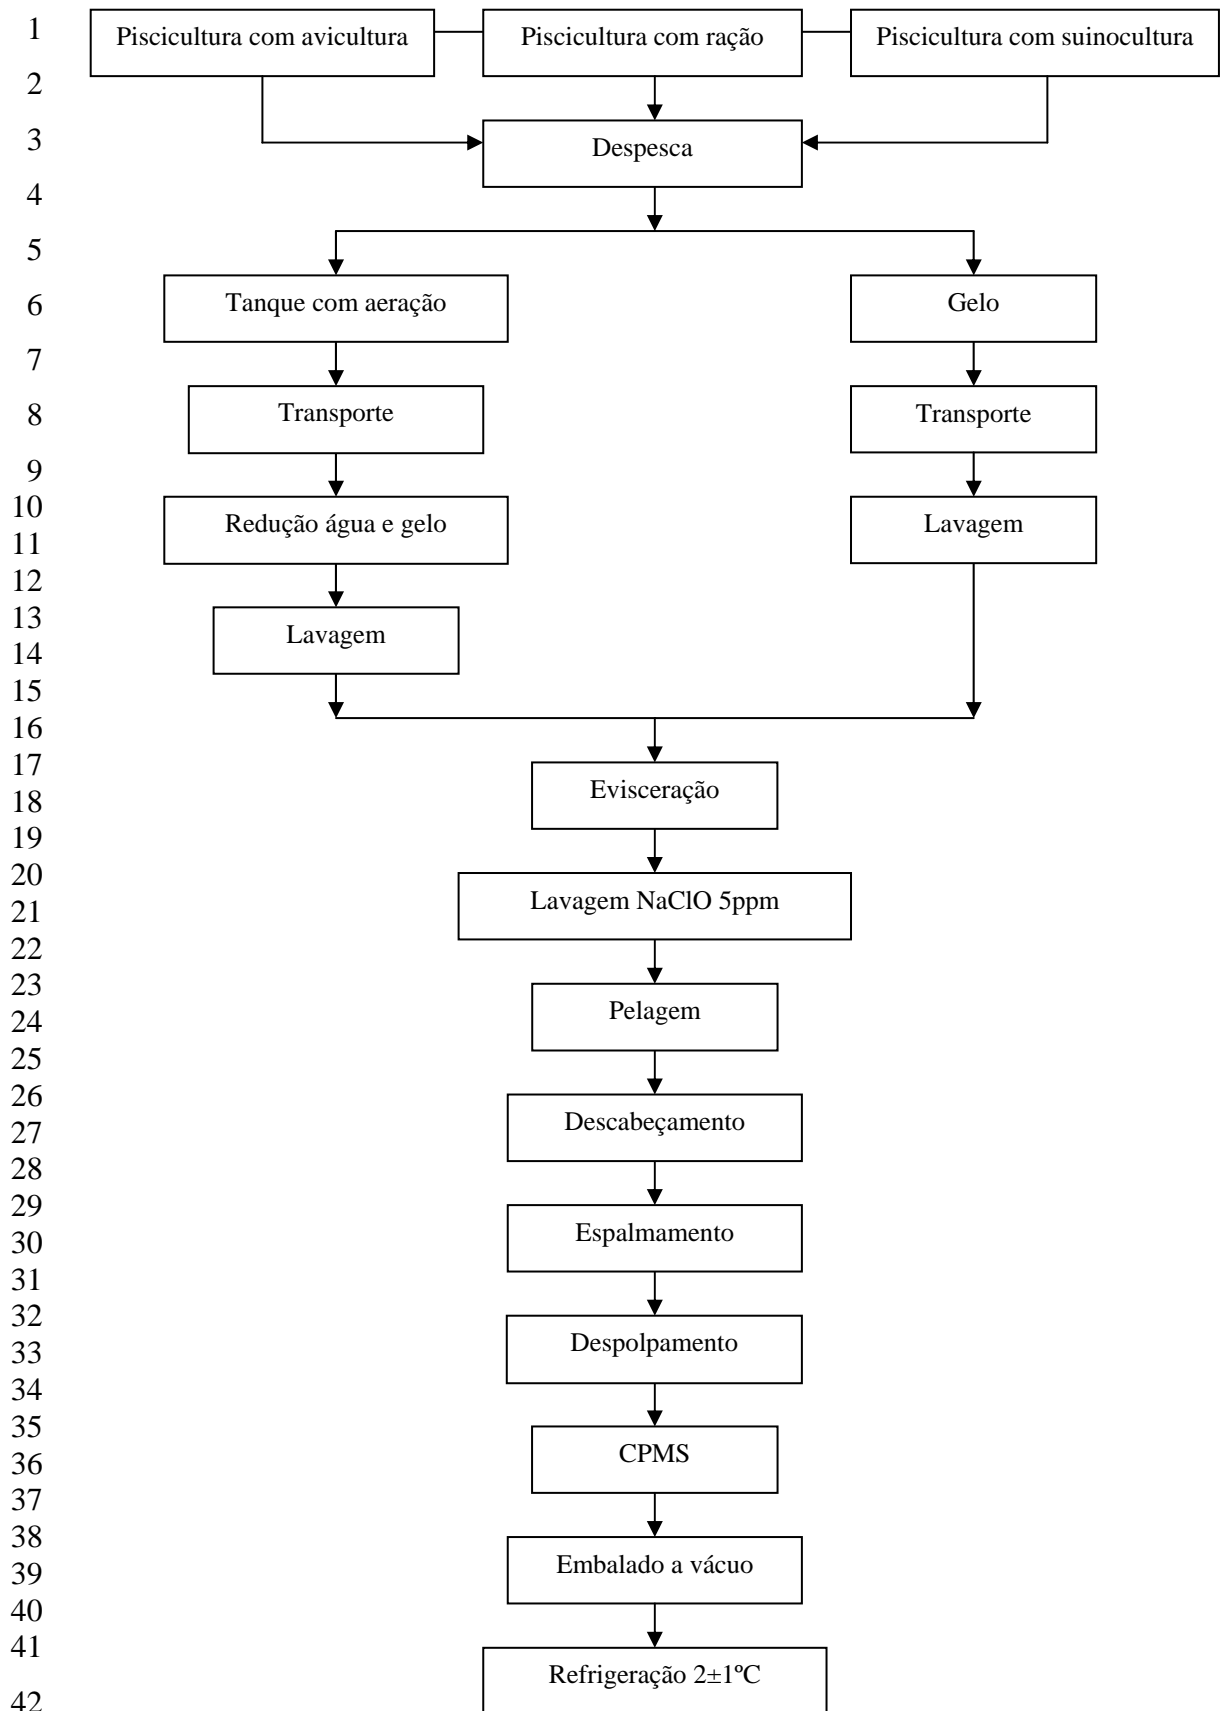 1 Piscicultura com avicultura Piscicultura com ração Piscicultura com suinocultura
2
3 Despesca
4
5
6 Tanque com aeração Gelo
7
8 Transporte Transporte
9
10 Redução água e gelo Lavagem
11
12
13 Lavagem
14
15
16
17 Evisceração
18
19
20 Lavagem NaClO 5ppm
21
22
23 Pelagem
24
25
26 Descabeçamento
27
28
29 Espalmamento
30
31
32 Despolpamento
33
34
35 CPMS
36
37
38 Embalado a vácuo
39
40
41 Refrigeração 2±1ºC
42